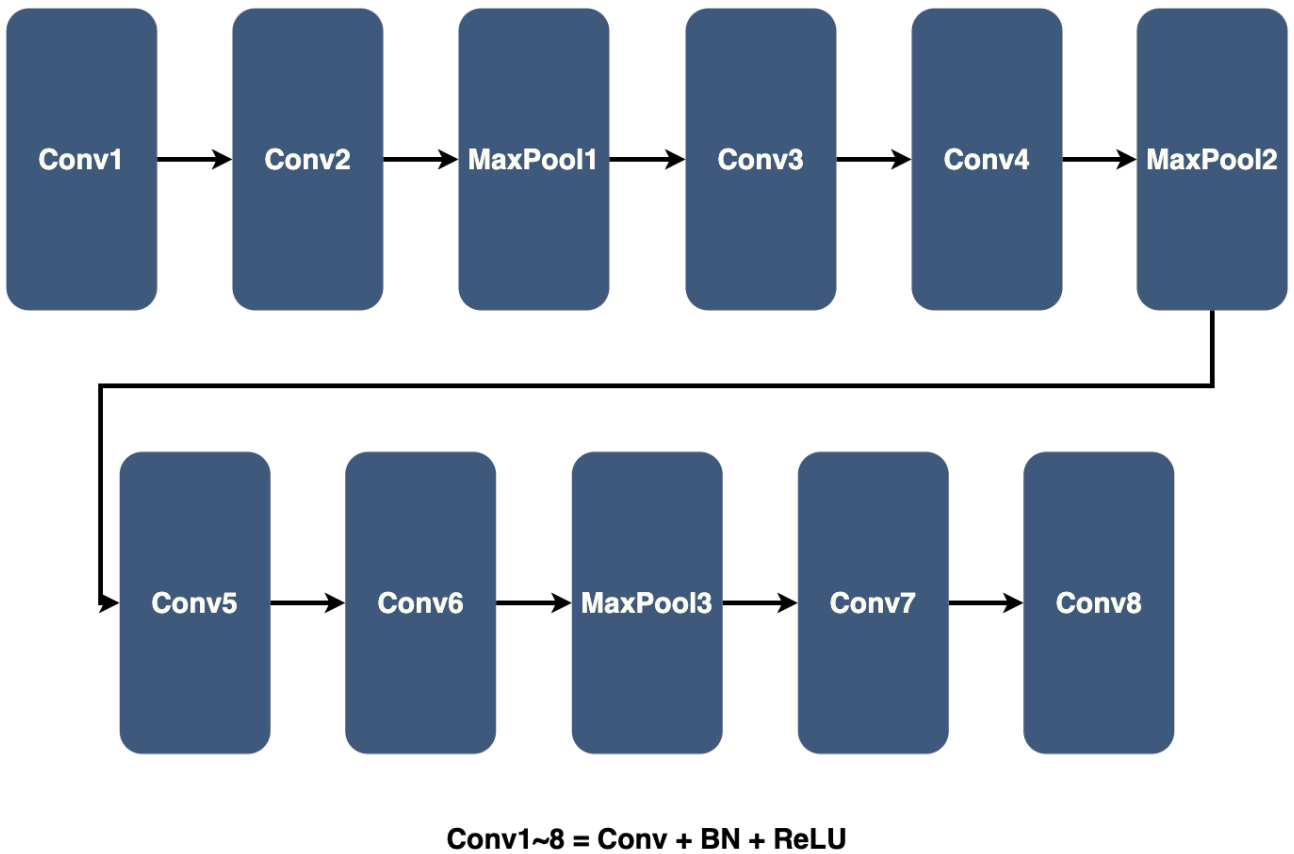 Conv1
Conv2
MaxPool1
Conv3
Conv4
MaxPool2
Conv5
Conv6
MaxPool3
Conv7
Conv8
Conv1~8 = Conv + BN + ReLU